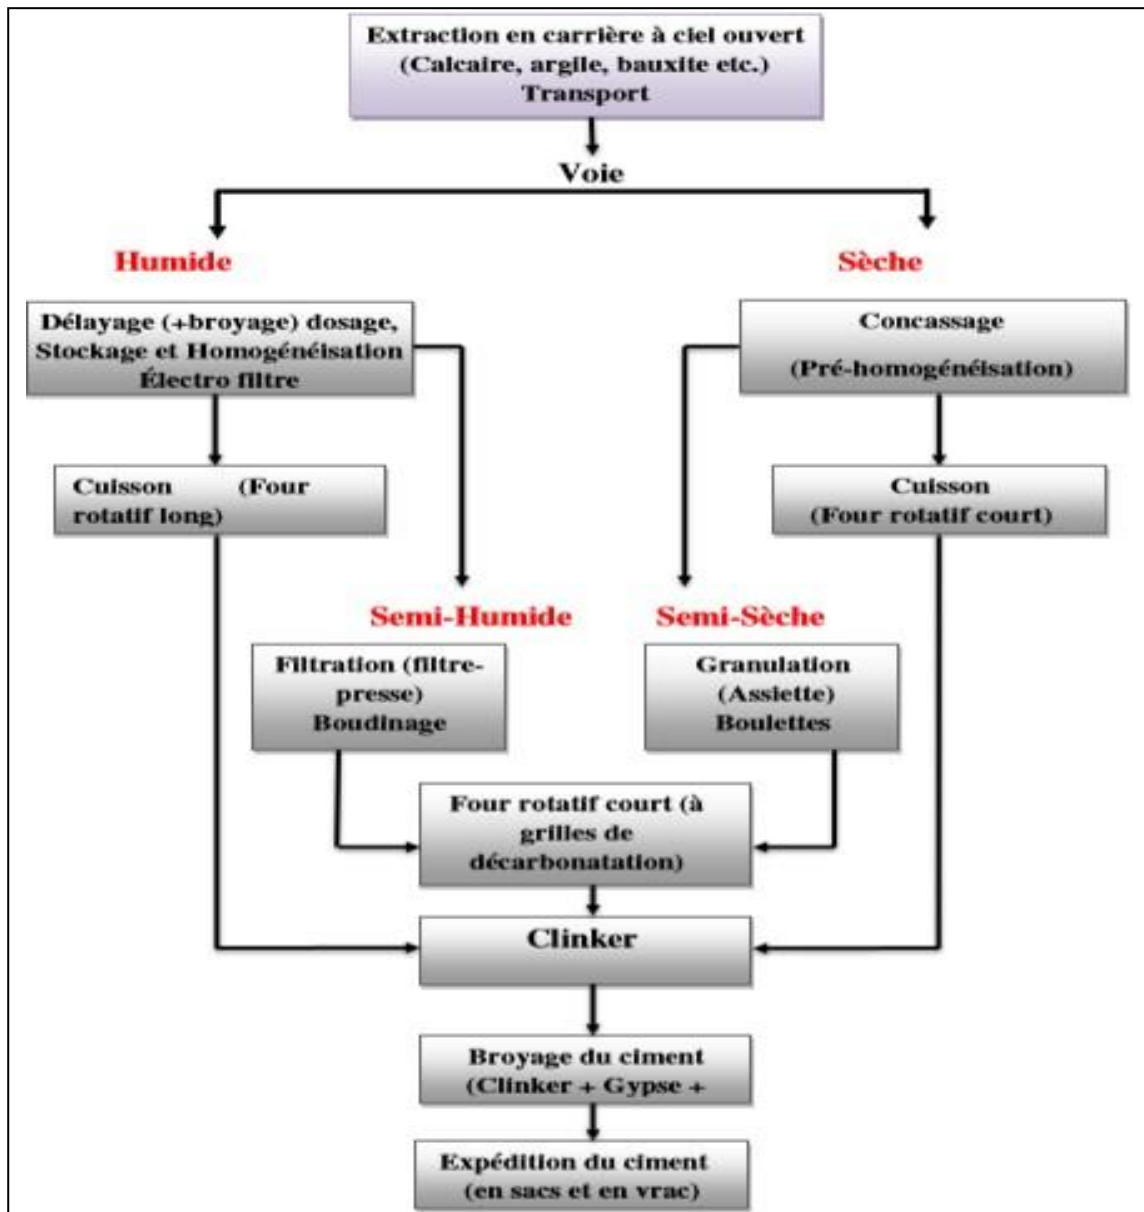 Extraction en carrière à ciel ouvert
(Calcaire, argile, bauxite etc.)
Transport
Voie
Humide
Sèche
Délayage (+broyage) dosage,
Stockage et Homogénéisation
Électro filtre
Concassage
(Pré-homogénéisation)
Cuisson (Four
rotatif long)
Cuisson
(Four rotatif court)
Semi-Humide
Semi-Sèche
Filtration (filtre-
presse)
Boudinage
Granulation
(Assiette)
Boulettes
Four rotatif court (à
grilles de
décarbonatation)
Clinker
Broyage du ciment
(Clinker + Gypse +
Expédition du ciment
(en sacs et en vrac)